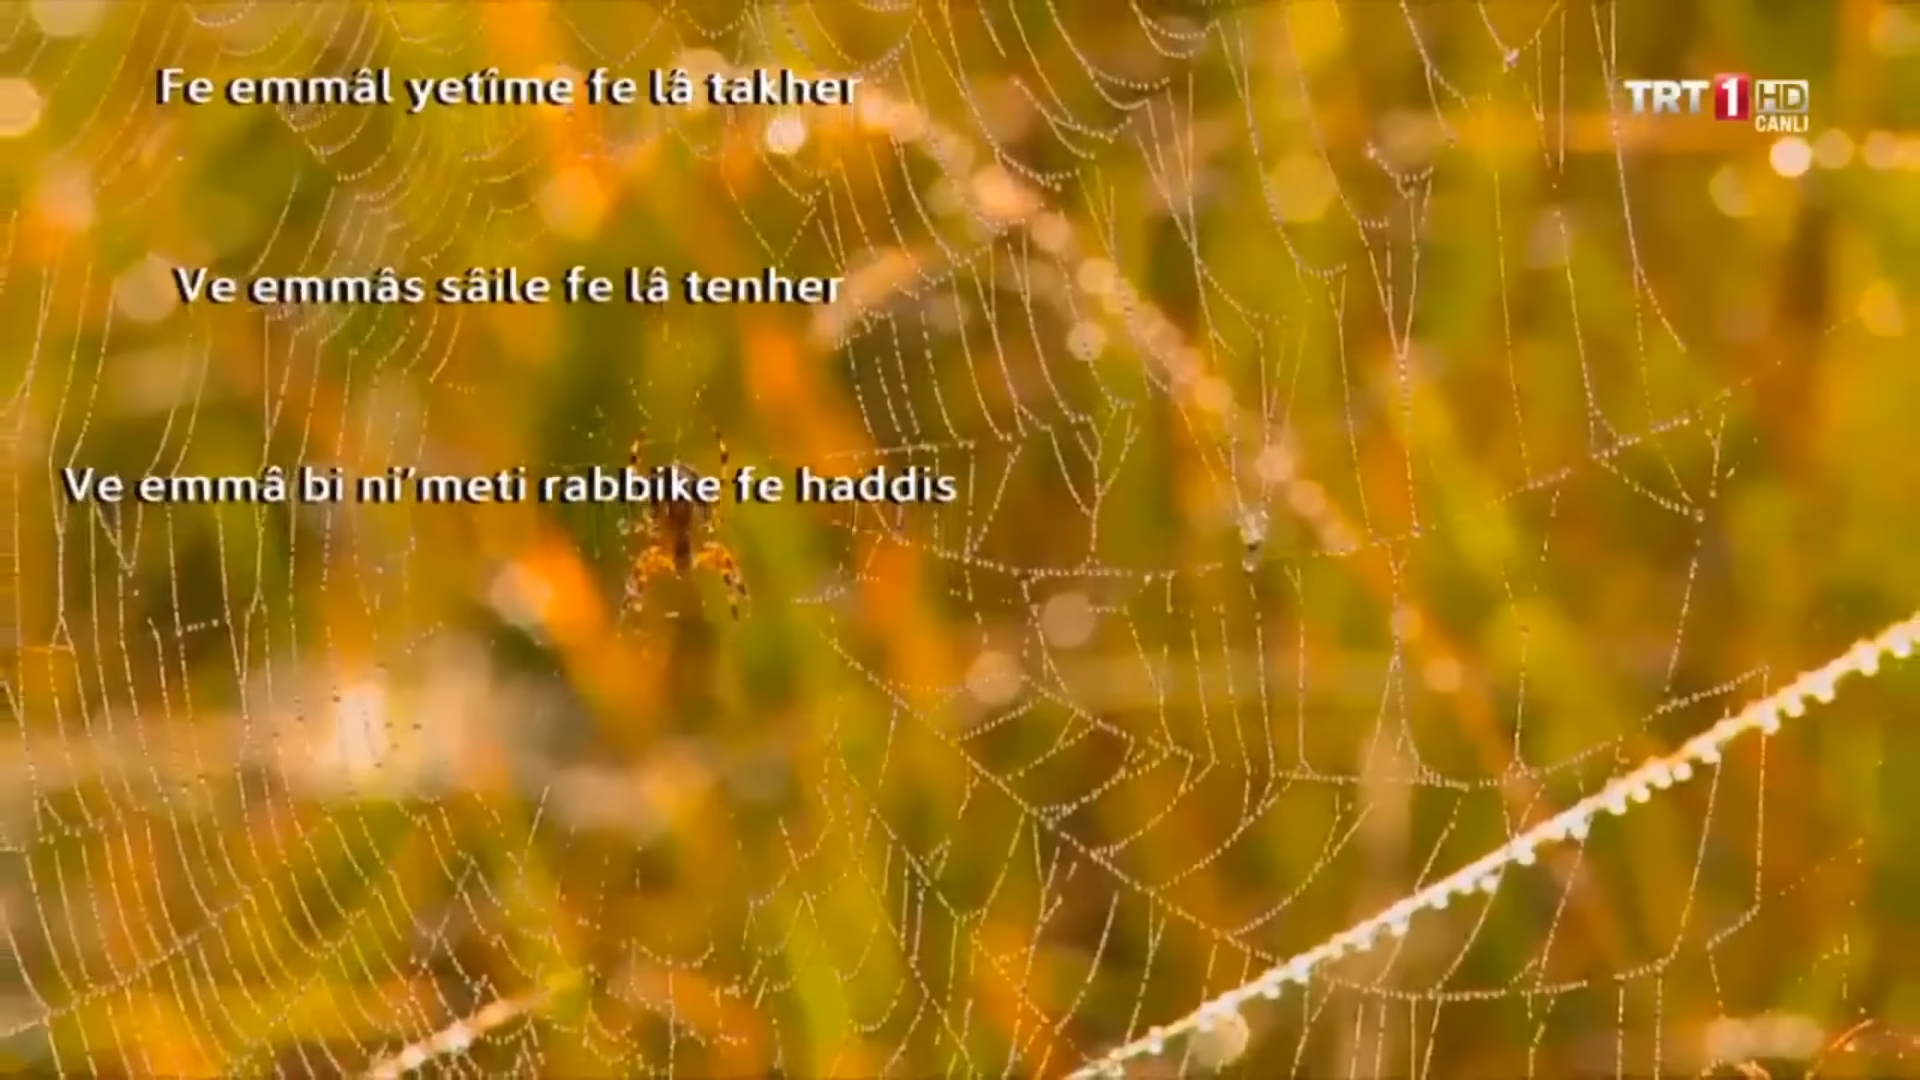 Fe emmâl yetîme fe lâ takher
TRT 1 HD
CANLI
Ve emmâs sâile fe lâ tenher
Ve emmâ bi ni’meti rabbike fe haddis